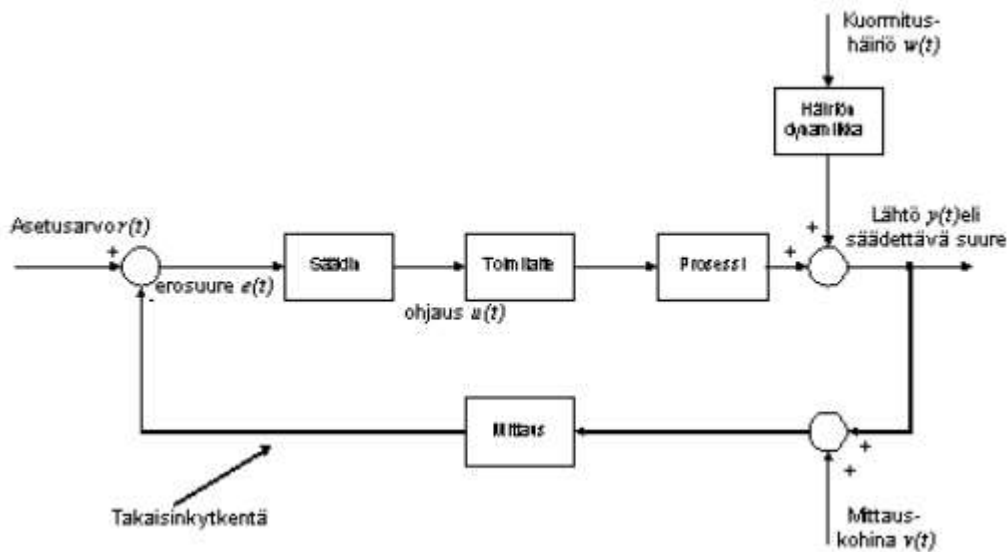 Kuormitus-
häiriö w(t)
Häiriön
dynamiikka
Asetusarvo r(t)
+
-
erosuure e(t)
Säädin
ohjaus u(t)
Toimilaite
Prosessi
+
+
Lähtö y(t) eli
säädettävä suure
Mittaus
+
+
Takaisinkytkentä
Mittaus-
kohina v(t)